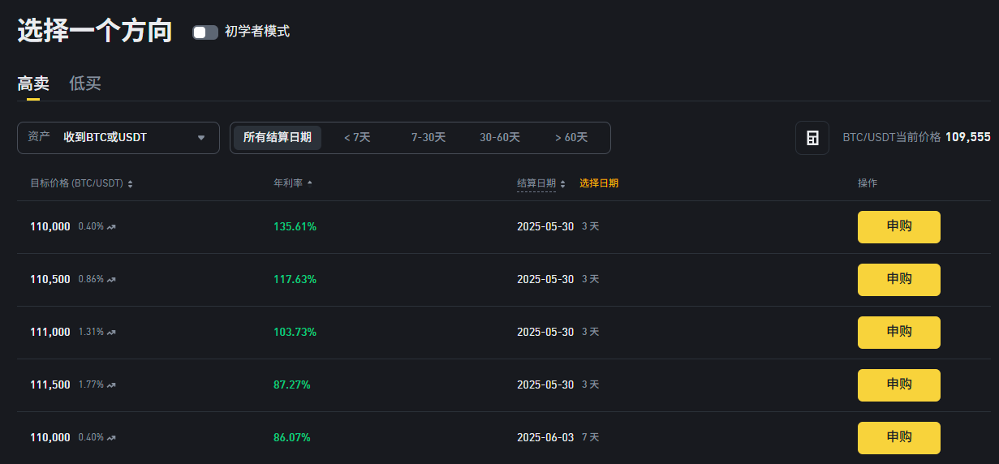 选择一个方向 初学者模式
高卖 低买
资产 收到BTC或USDT 所有结算日期 < 7天 7-30天 30-60天 > 60天 BTC/USDT当前价格 109,555
目标价格 (BTC/USDT) 年利率 结算日期 选择日期 操作
110,000 0.40% 135.61% 2025-05-30 3 天 申购
110,500 0.86% 117.63% 2025-05-30 3 天 申购
111,000 1.31% 103.73% 2025-05-30 3 天 申购
111,500 1.77% 87.27% 2025-05-30 3 天 申购
110,000 0.40% 86.07% 2025-06-03 7 天 申购